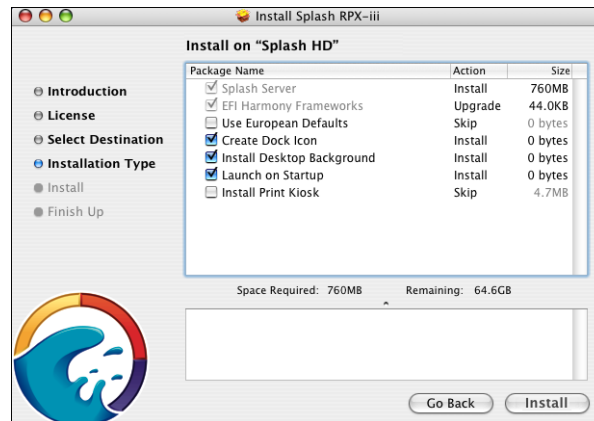 Install Splash RPX-iii
Install on “Splash HD”
Introduction
License
Select Destination
Installation Type
Install
Finish Up
Package Name Action Size
Splash Server Install 760MB
EFI Harmony Frameworks Upgrade 44.0KB
Use European Defaults Skip 0 bytes
Create Dock Icon Install 0 bytes
Install Desktop Background Install 0 bytes
Launch on Startup Install 0 bytes
Install Print Kiosk Skip 4.7MB
Space Required: 760MB Remaining: 64.6GB
Go Back Install